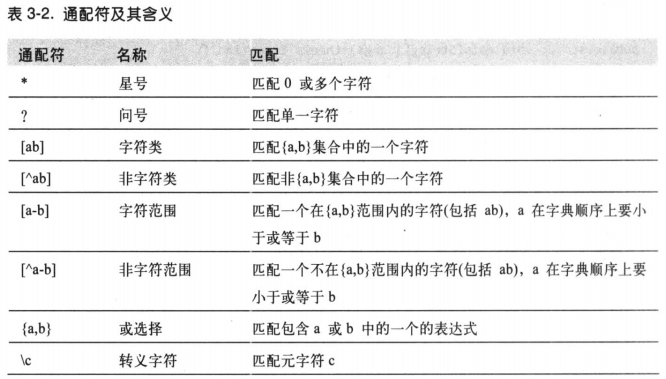 表 3-2. 通配符及其含义
通配符 名称 匹配
* 星号 匹配 0 或多个字符
? 问号 匹配单一字符
[ab] 字符类 匹配{a,b}集合中的一个字符
[^ab] 非字符类 匹配非{a,b}集合中的一个字符
[a-b] 字符范围 匹配一个在{a,b}范围内的字符(包括 ab)，a 在字典顺序上要小
于或等于 b
[^a-b] 非字符范围 匹配一个不在{a,b}范围内的字符(包括 ab)，a 在字典顺序上要
小于或等于 b
{a,b} 或选择 匹配包含 a 或 b 中的一个的表达式
\c 转义字符 匹配元字符 c